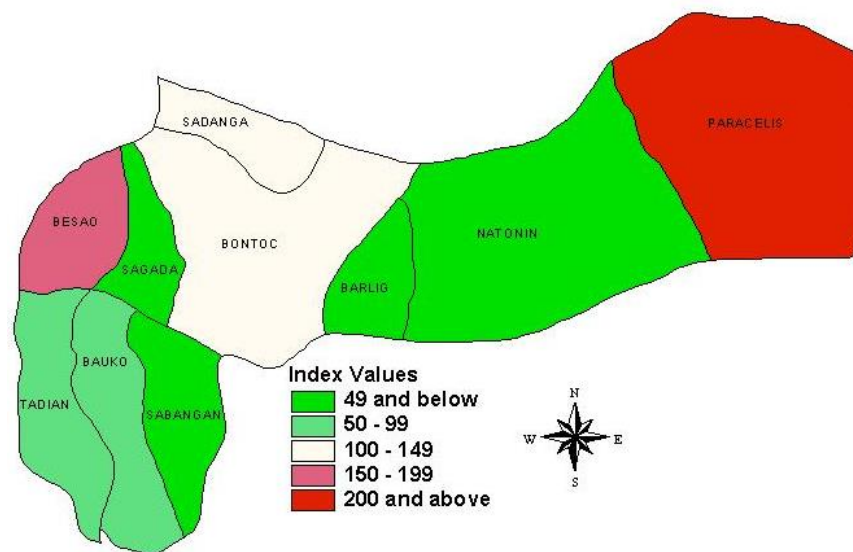 SADANGA
PARACELIS
BESAO
BONTOC
NATONIN
SAGADA
BARLIG
BAUKO
TADIAN
SABANGAN
Index Values
49 and below
50 - 99
100 - 149
150 - 199
200 and above
N
W
E
S